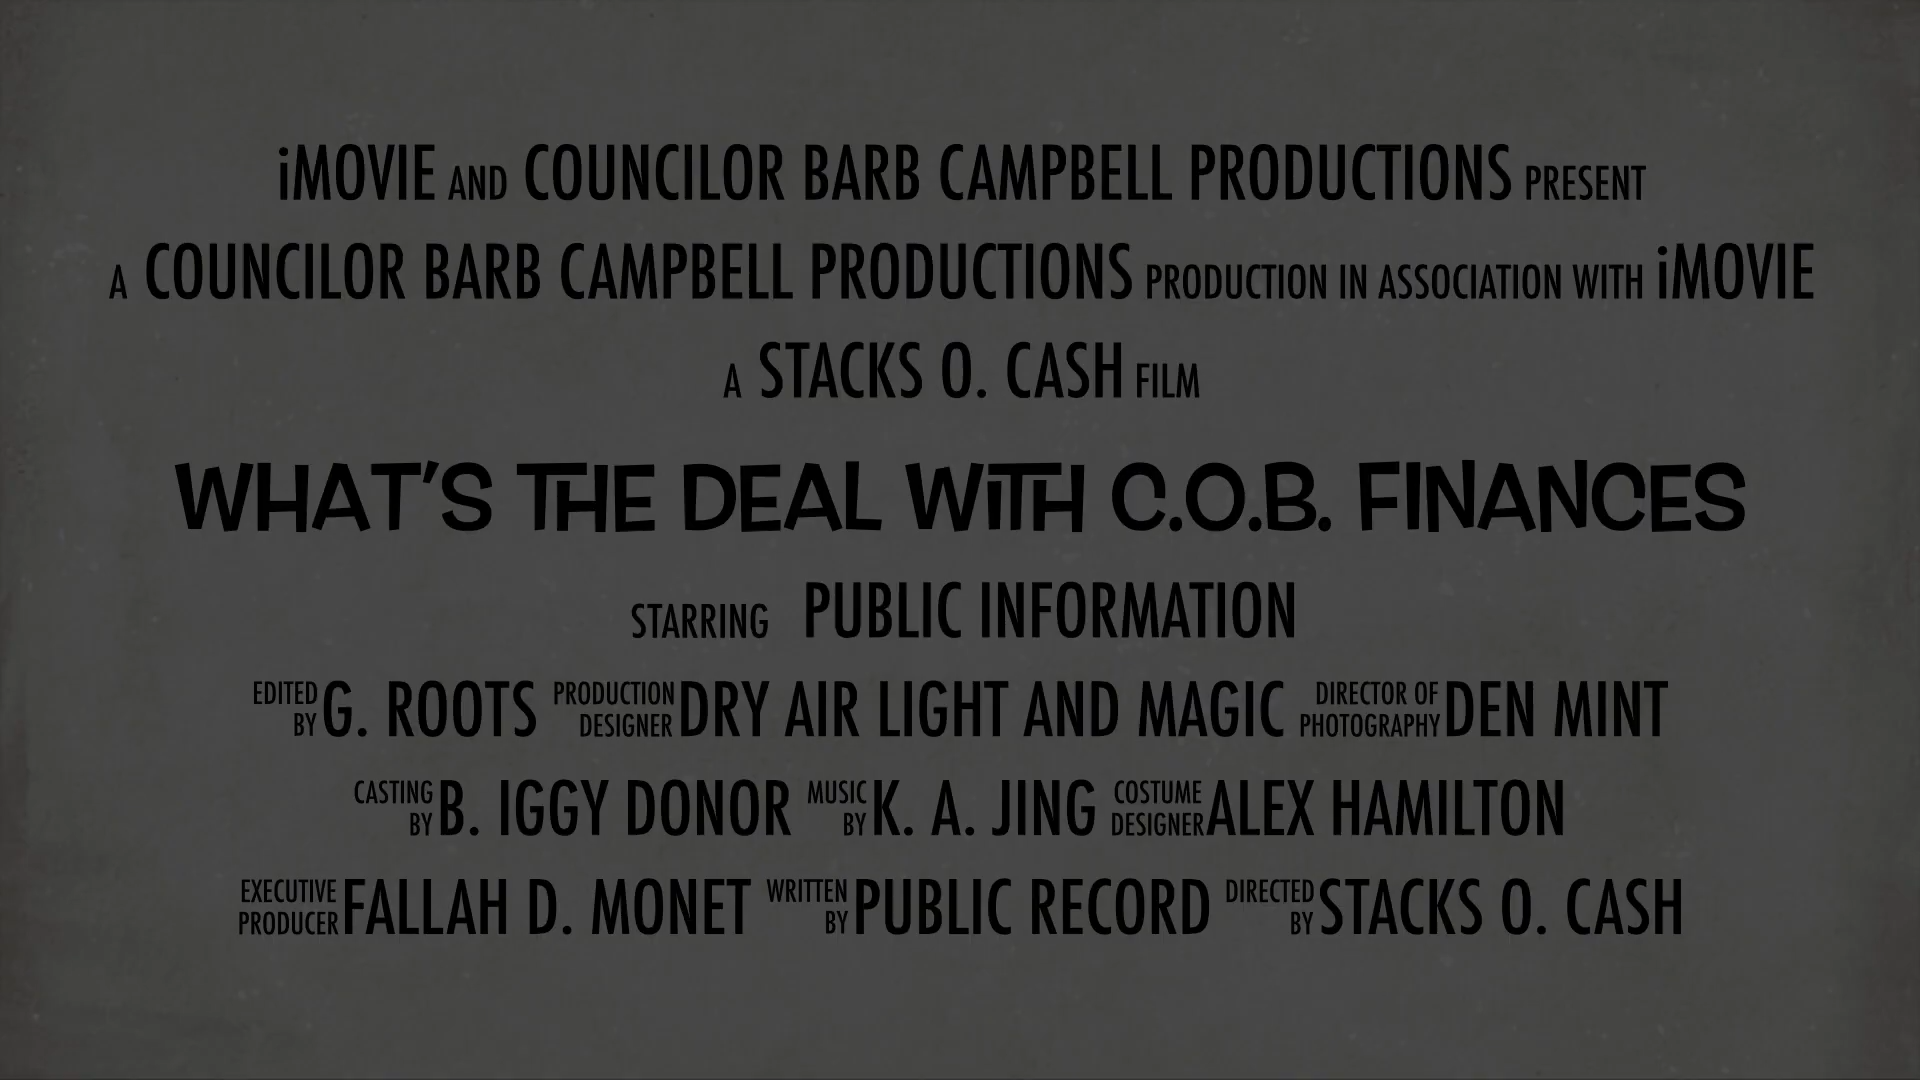 iMOVIE AND COUNCILOR BARB CAMPBELL PRODUCTIONS PRESENT
A COUNCILOR BARB CAMPBELL PRODUCTIONS PRODUCTION IN ASSOCIATION WITH iMOVIE
A STACKS O. CASH FILM
WHAT'S THE DEAL WITH C.O.B. FINANCES
STARRING PUBLIC INFORMATION
EDITED BY G. ROOTS PRODUCTION DESIGNER DRY AIR LIGHT AND MAGIC DIRECTOR OF PHOTOGRAPHY DEN MINT
CASTING BY B. IGGY DONOR MUSIC BY K. A. JING COSTUME DESIGNER ALEX HAMILTON
EXECUTIVE PRODUCER FALLAH D. MONET WRITTEN BY PUBLIC RECORD DIRECTED BY STACKS O. CASH